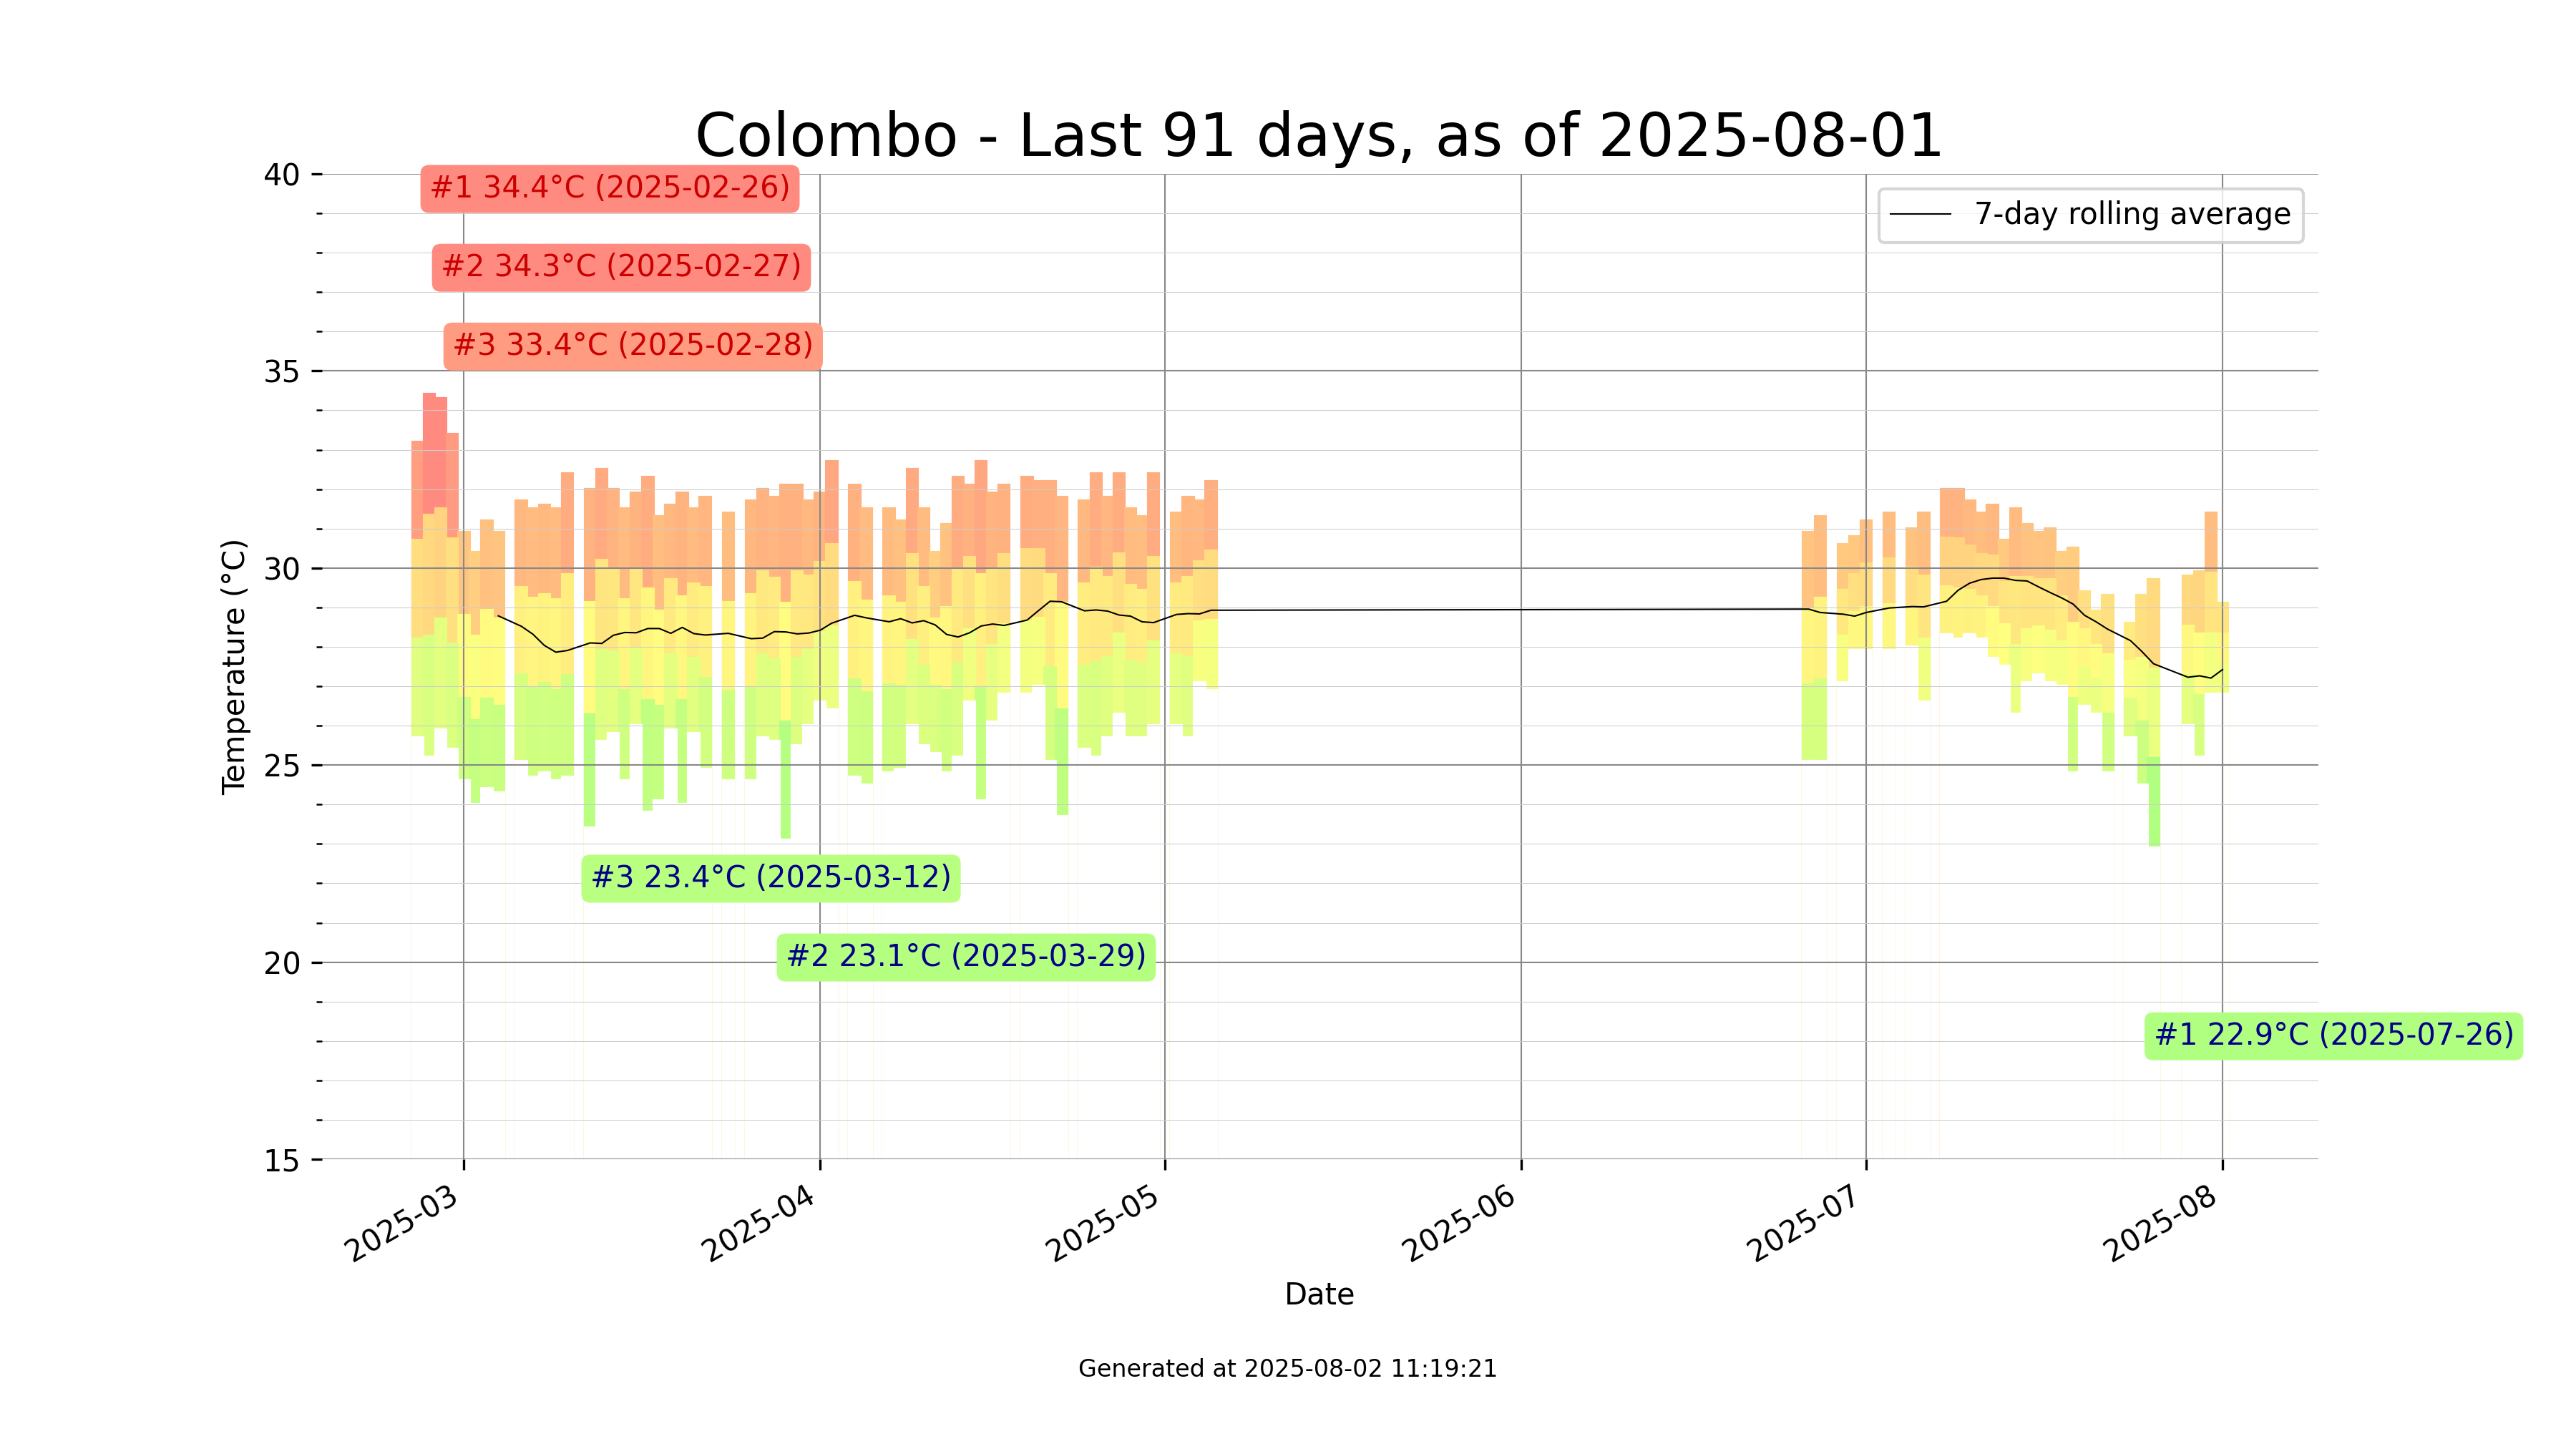 Colombo - Last 91 days, as of 2025-08-01
#1 34.4°C (2025-02-26)
#2 34.3°C (2025-02-27)
#3 33.4°C (2025-02-28)
7-day rolling average
40
35
30
25
20
15
Temperature (°C)
#3 23.4°C (2025-03-12)
#2 23.1°C (2025-03-29)
#1 22.9°C (2025-07-26)
2025-03
2025-04
2025-05
2025-06
2025-07
2025-08
Date
Generated at 2025-08-02 11:19:21